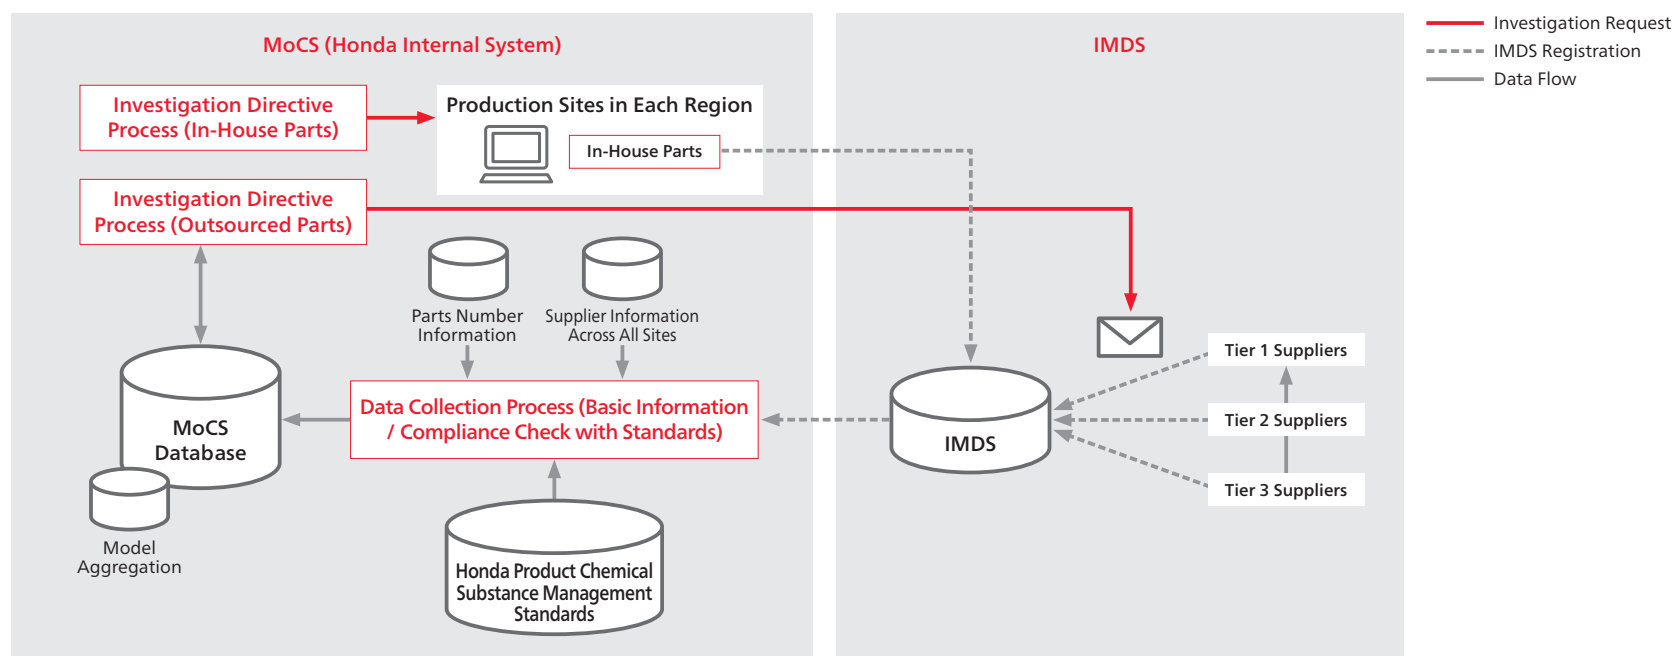 MoCS (Honda Internal System)
Investigation Directive
Process (In-House Parts)
Production Sites in Each Region
In-House Parts
Investigation Directive
Process (Outsourced Parts)
Parts Number
Information
Supplier Information
Across All Sites
MoCS
Database
Data Collection Process (Basic Information
/ Compliance Check with Standards)
Model
Aggregation
Honda Product Chemical
Substance Management
Standards
IMDS
IMDS
Tier 1 Suppliers
Tier 2 Suppliers
Tier 3 Suppliers
Investigation Request
IMDS Registration
Data Flow